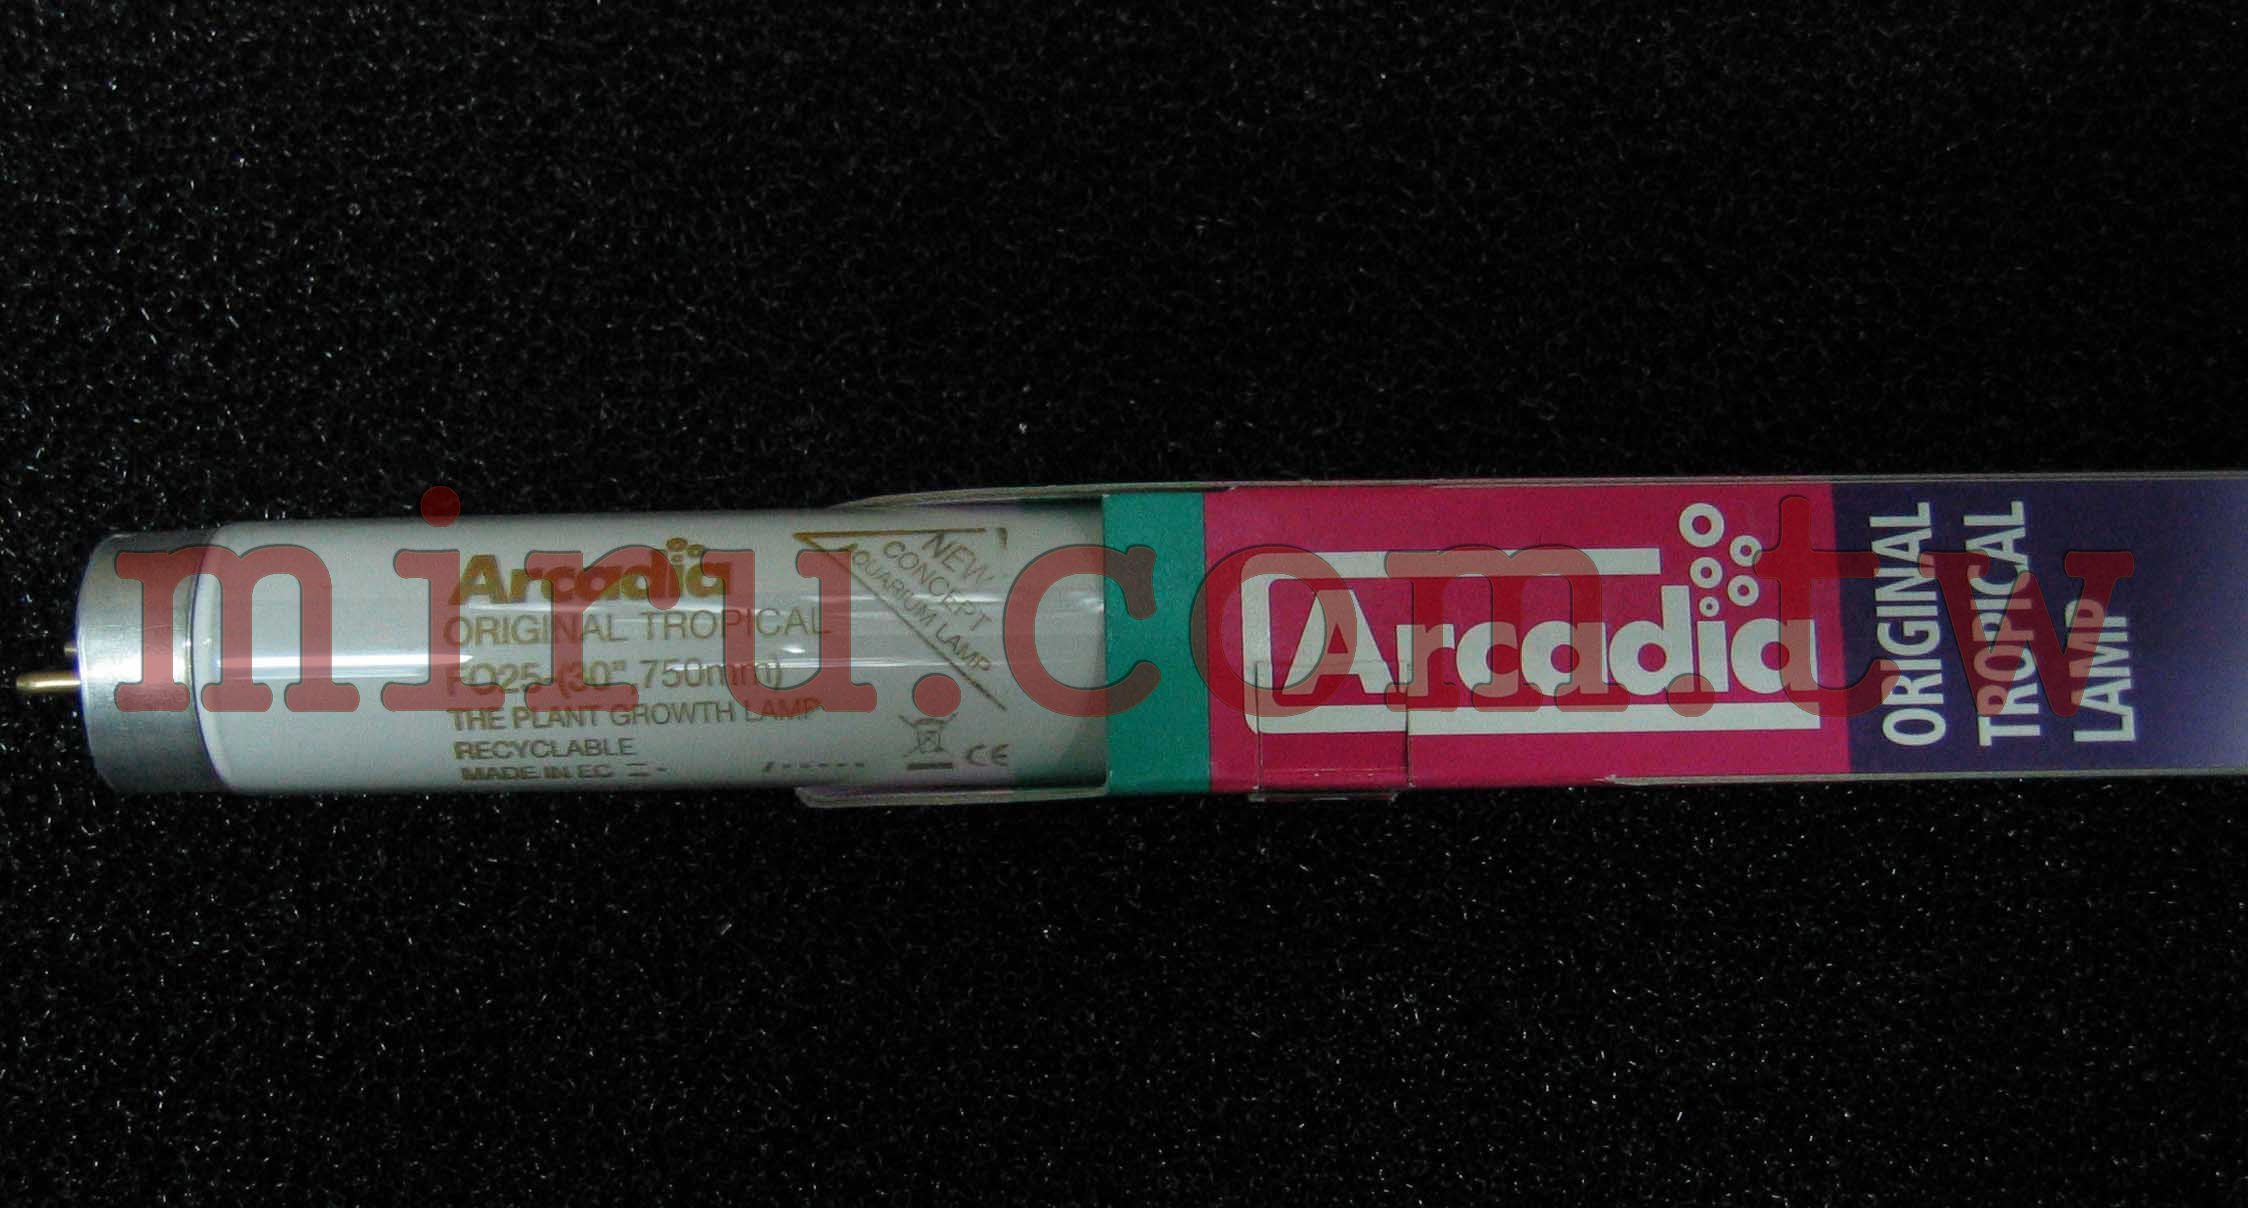 Arcadia
ORIGINAL TROPICAL
FO25 (30" 750mm)
THE PLANT GROWTH LAMP
RECYCLABLE
MADE IN EC
NEW
CONCEPT
AQUARIUM LAMP
CE
Arcadia
ORIGINAL
TROPICAL
LAMP
miru.com.tw